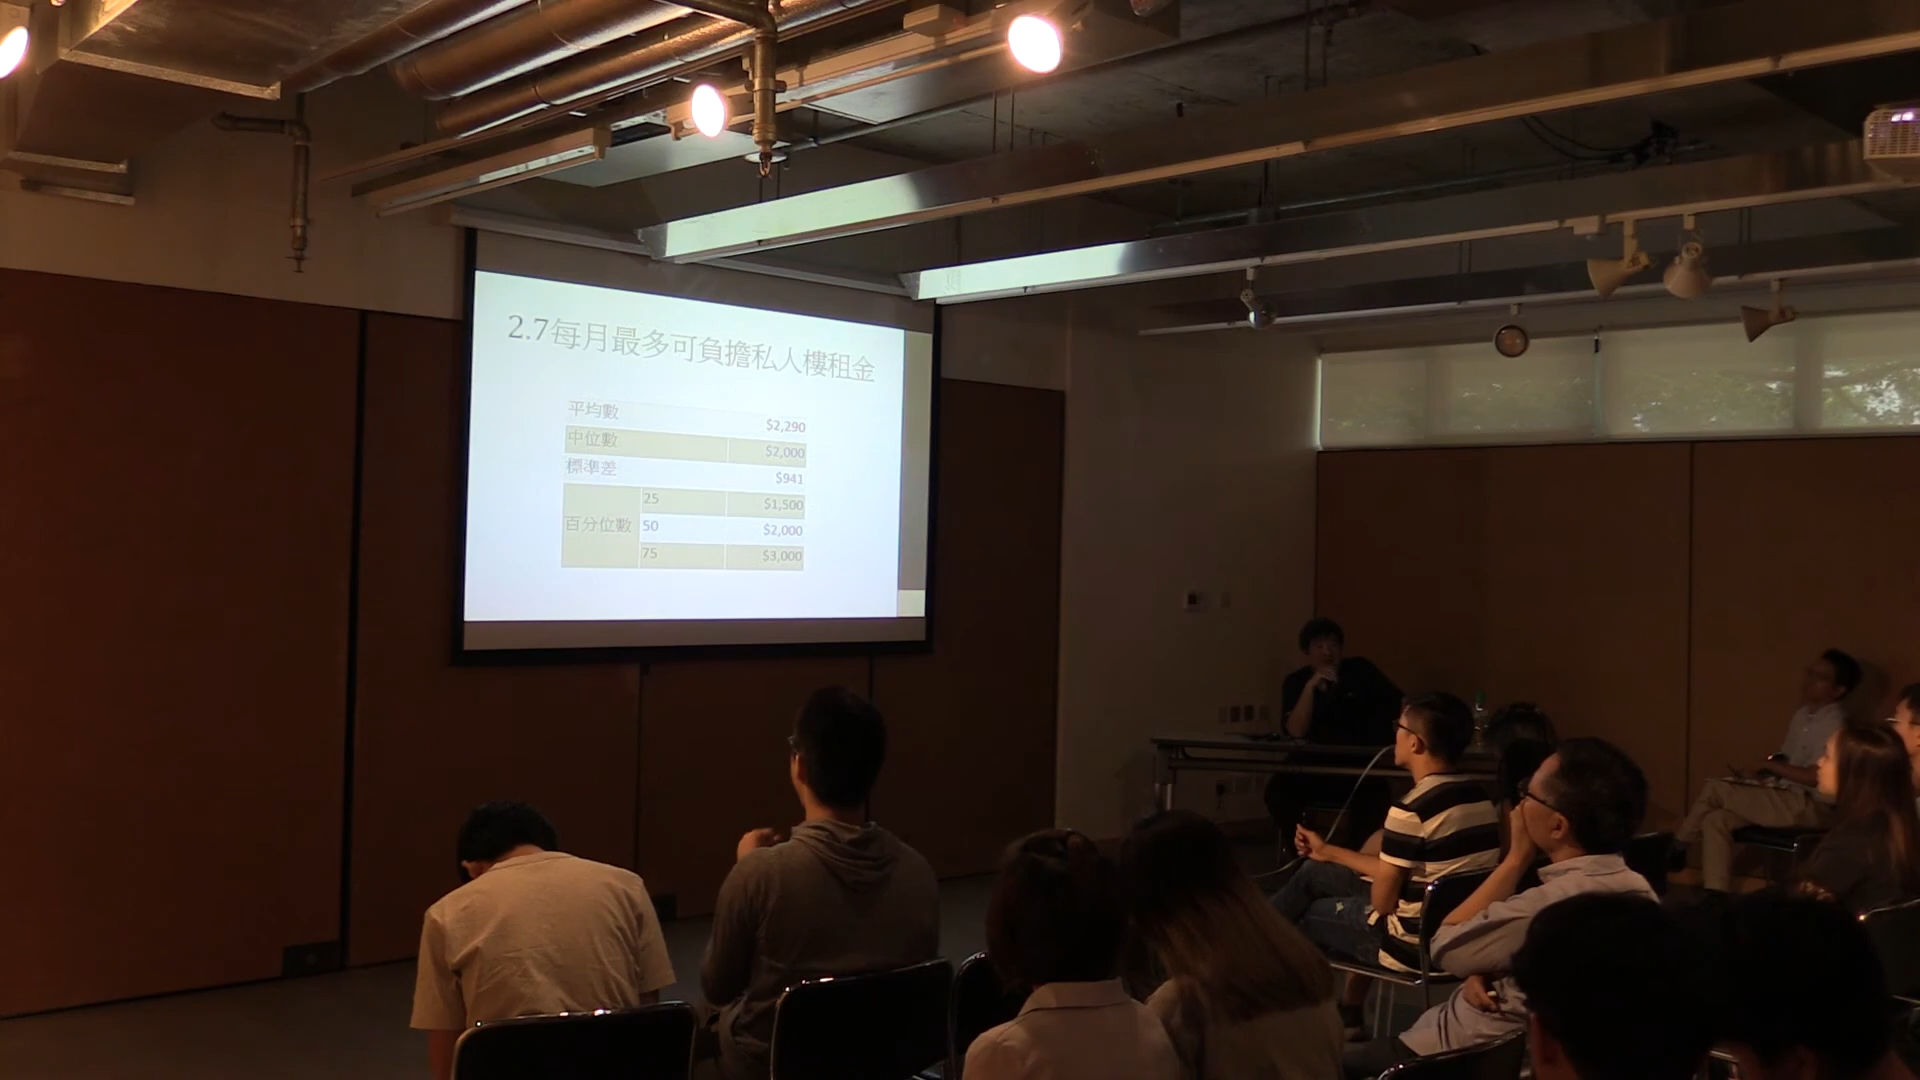 2.7每月最多可負擔私人樓租金
平均數 $2,290
中位數 $2,000
標準差 $941
百分位數 25 $1,500
50 $2,000
75 $3,000